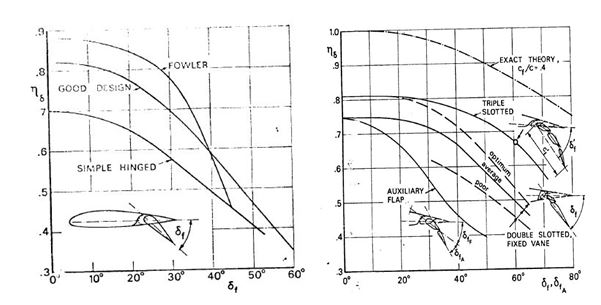 .9
.8
η δ
.7
.6
.5
.4
.3
0
10°
20°
30°
40°
50°
60°
δ f
FOWLER
GOOD DESIGN
SIMPLE HINGED
δ f
1.0
η δ
.9
.8
.7
.6
.5
.4
.3
0
20°
40°
60°
80°
δ f , δ f A
EXACT THEORY,
c f /c = .4
TRIPLE
SLOTTED
δ f
optimum
average
poor
AUXILIARY
FLAP
δ f
DOUBLE SLOTTED,
FIXED VANE
δ f A